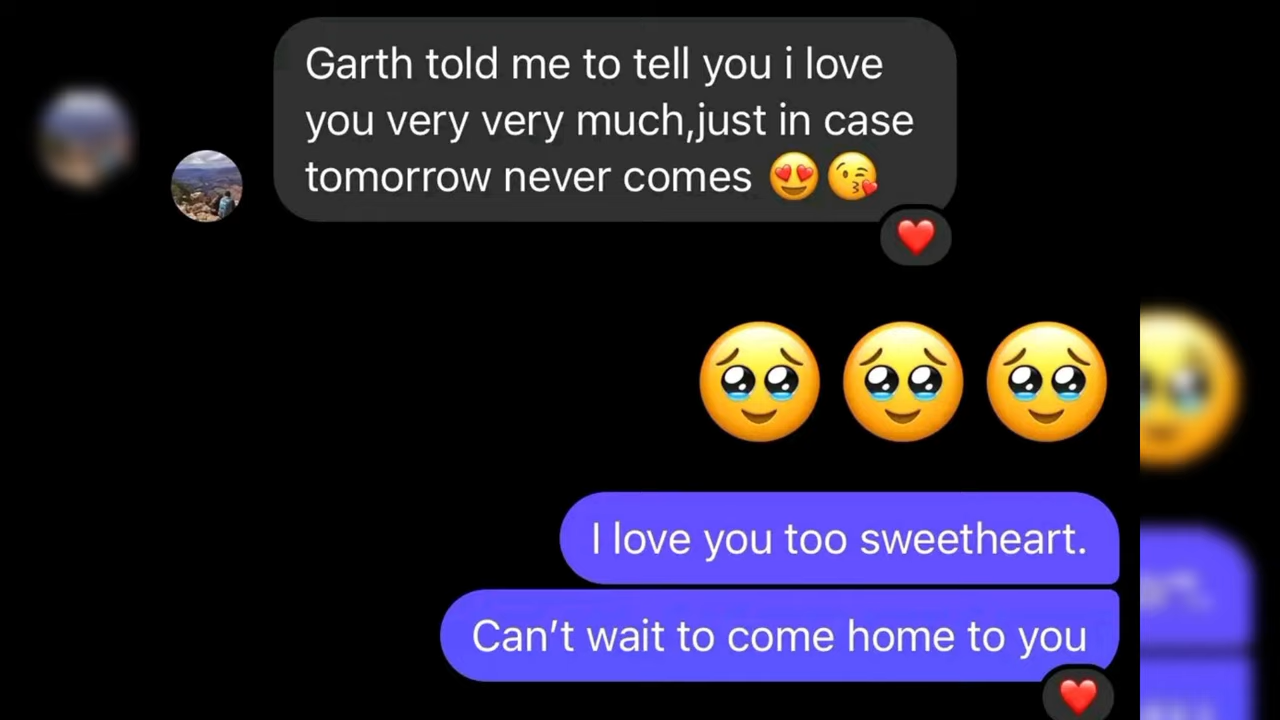 Garth told me to tell you i love
you very very much,just in case
tomorrow never comes 😍😘
I love you too sweetheart.
Can’t wait to come home to you